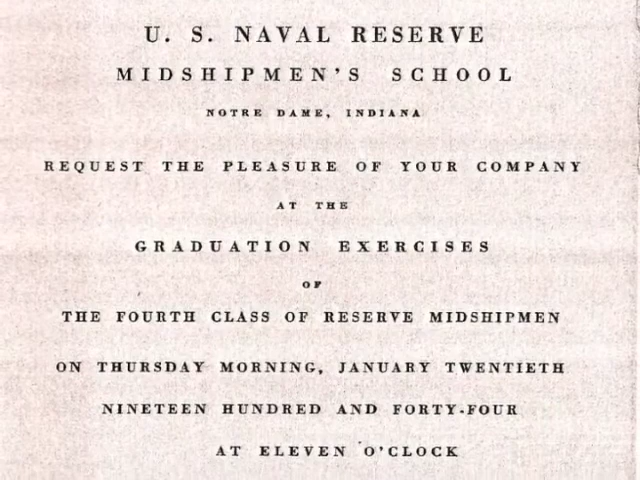 U. S. NAVAL RESERVE
MIDSHIPMEN'S SCHOOL
NOTRE DAME, INDIANA
REQUEST THE PLEASURE OF YOUR COMPANY
AT THE
GRADUATION EXERCISES
OF
THE FOURTH CLASS OF RESERVE MIDSHIPMEN
ON THURSDAY MORNING, JANUARY TWENTIETH
NINETEEN HUNDRED AND FORTY-FOUR
AT ELEVEN O'CLOCK